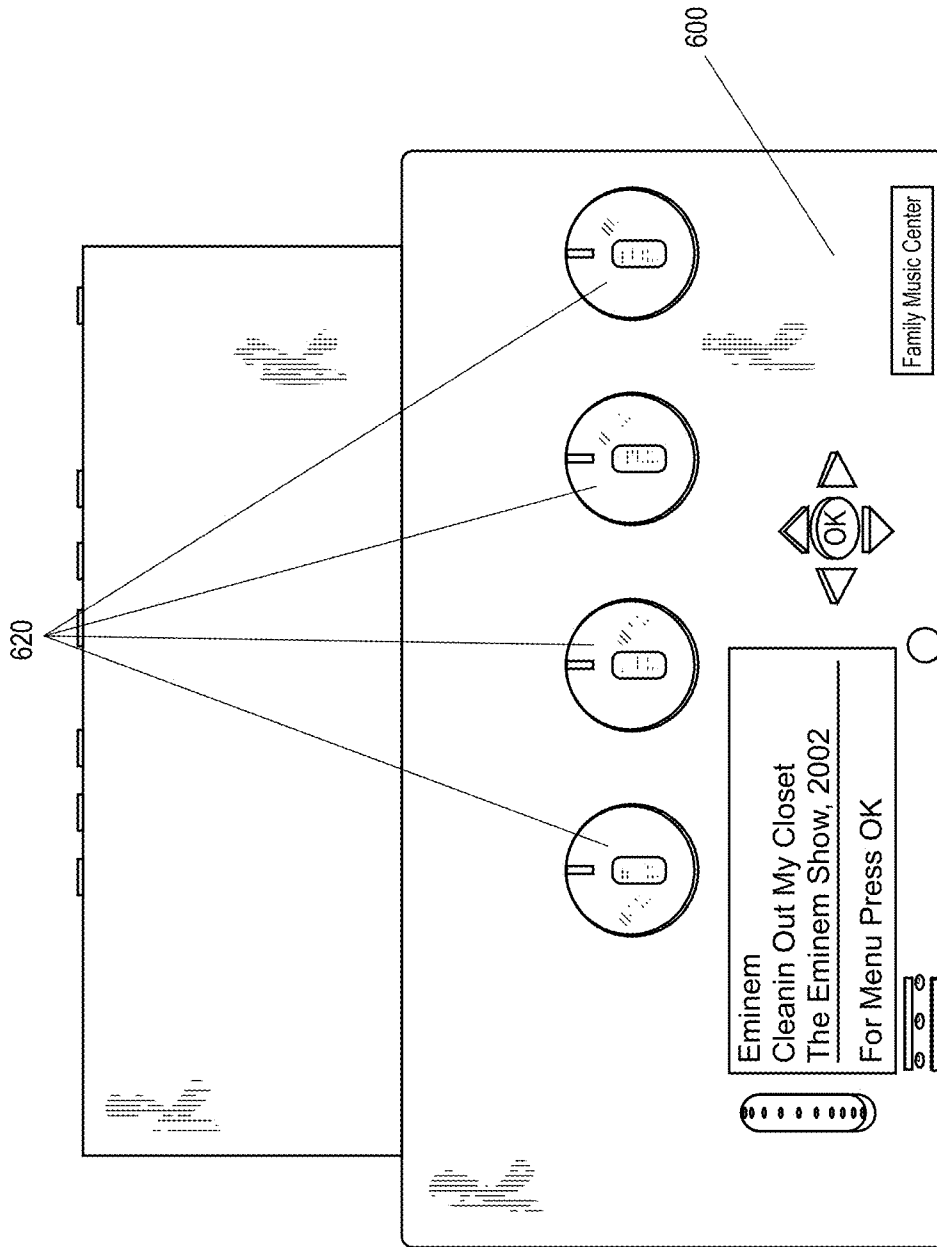 620
600
Eminem
Cleanin Out My Closet
The Eminem Show, 2002
For Menu Press OK
OK
Family Music Center